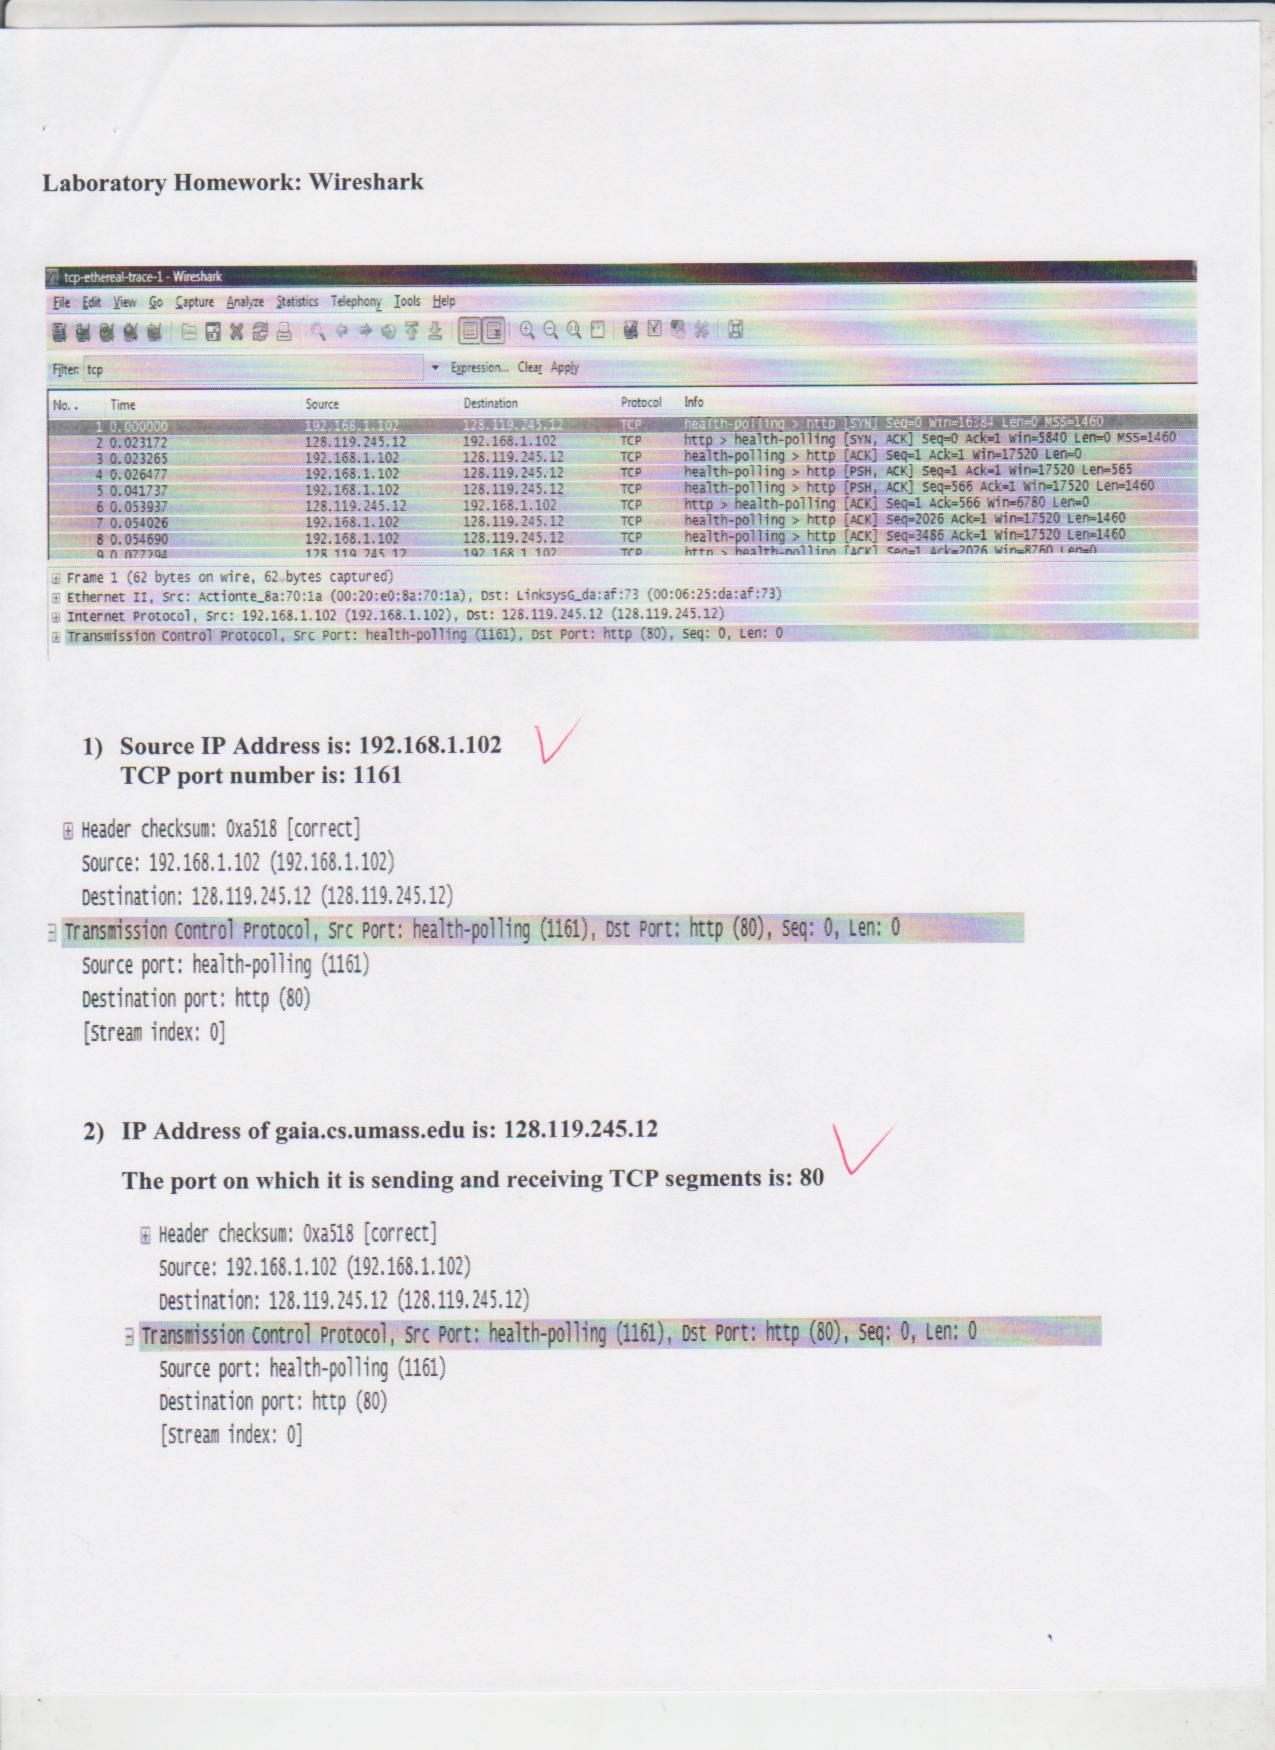 Laboratory Homework: Wireshark
tcp-ethereal-trace-1 - Wireshark
File Edit View Go Capture Analyze Statistics Telephony Tools Help
Filter: tcp Expression... Clear Apply
No. . Time Source Destination Protocol Info
1 0.000000 192.168.1.102 128.119.245.12 TCP health-polling > http [SYN] Seq=0 Win=16384 Len=0 MSS=1460
2 0.023172 128.119.245.12 192.168.1.102 TCP http > health-polling [SYN, ACK] Seq=0 Ack=1 Win=5840 Len=0 MSS=1460
3 0.023265 192.168.1.102 128.119.245.12 TCP health-polling > http [ACK] Seq=1 Ack=1 Win=17520 Len=0
4 0.026477 192.168.1.102 128.119.245.12 TCP health-polling > http [PSH, ACK] Seq=1 Ack=1 Win=17520 Len=565
5 0.041737 192.168.1.102 128.119.245.12 TCP health-polling > http [PSH, ACK] Seq=566 Ack=1 Win=17520 Len=1460
6 0.053937 128.119.245.12 192.168.1.102 TCP http > health-polling [ACK] Seq=1 Ack=566 Win=6780 Len=0
7 0.054026 192.168.1.102 128.119.245.12 TCP health-polling > http [ACK] Seq=2026 Ack=1 Win=17520 Len=1460
8 0.054690 192.168.1.102 128.119.245.12 TCP health-polling > http [ACK] Seq=3486 Ack=1 Win=17520 Len=1460
9 0.077294 128.119.245.12 192.168.1.102 TCP http > health-polling [ACK] Seq=1 Ack=2026 Win=8760 Len=0
Frame 1 (62 bytes on wire, 62 bytes captured)
Ethernet II, Src: Actionte_8a:70:1a (00:20:e0:8a:70:1a), Dst: LinksysG_da:af:73 (00:06:25:da:af:73)
Internet Protocol, Src: 192.168.1.102 (192.168.1.102), Dst: 128.119.245.12 (128.119.245.12)
Transmission Control Protocol, Src Port: health-polling (1161), Dst Port: http (80), Seq: 0, Len: 0
1) Source IP Address is: 192.168.1.102
TCP port number is: 1161
Header checksum: 0xa518 [correct]
Source: 192.168.1.102 (192.168.1.102)
Destination: 128.119.245.12 (128.119.245.12)
Transmission Control Protocol, Src Port: health-polling (1161), Dst Port: http (80), Seq: 0, Len: 0
Source port: health-polling (1161)
Destination port: http (80)
[Stream index: 0]
2) IP Address of gaia.cs.umass.edu is: 128.119.245.12
The port on which it is sending and receiving TCP segments is: 80
Header checksum: 0xa518 [correct]
Source: 192.168.1.102 (192.168.1.102)
Destination: 128.119.245.12 (128.119.245.12)
Transmission Control Protocol, Src Port: health-polling (1161), Dst Port: http (80), Seq: 0, Len: 0
Source port: health-polling (1161)
Destination port: http (80)
[Stream index: 0]